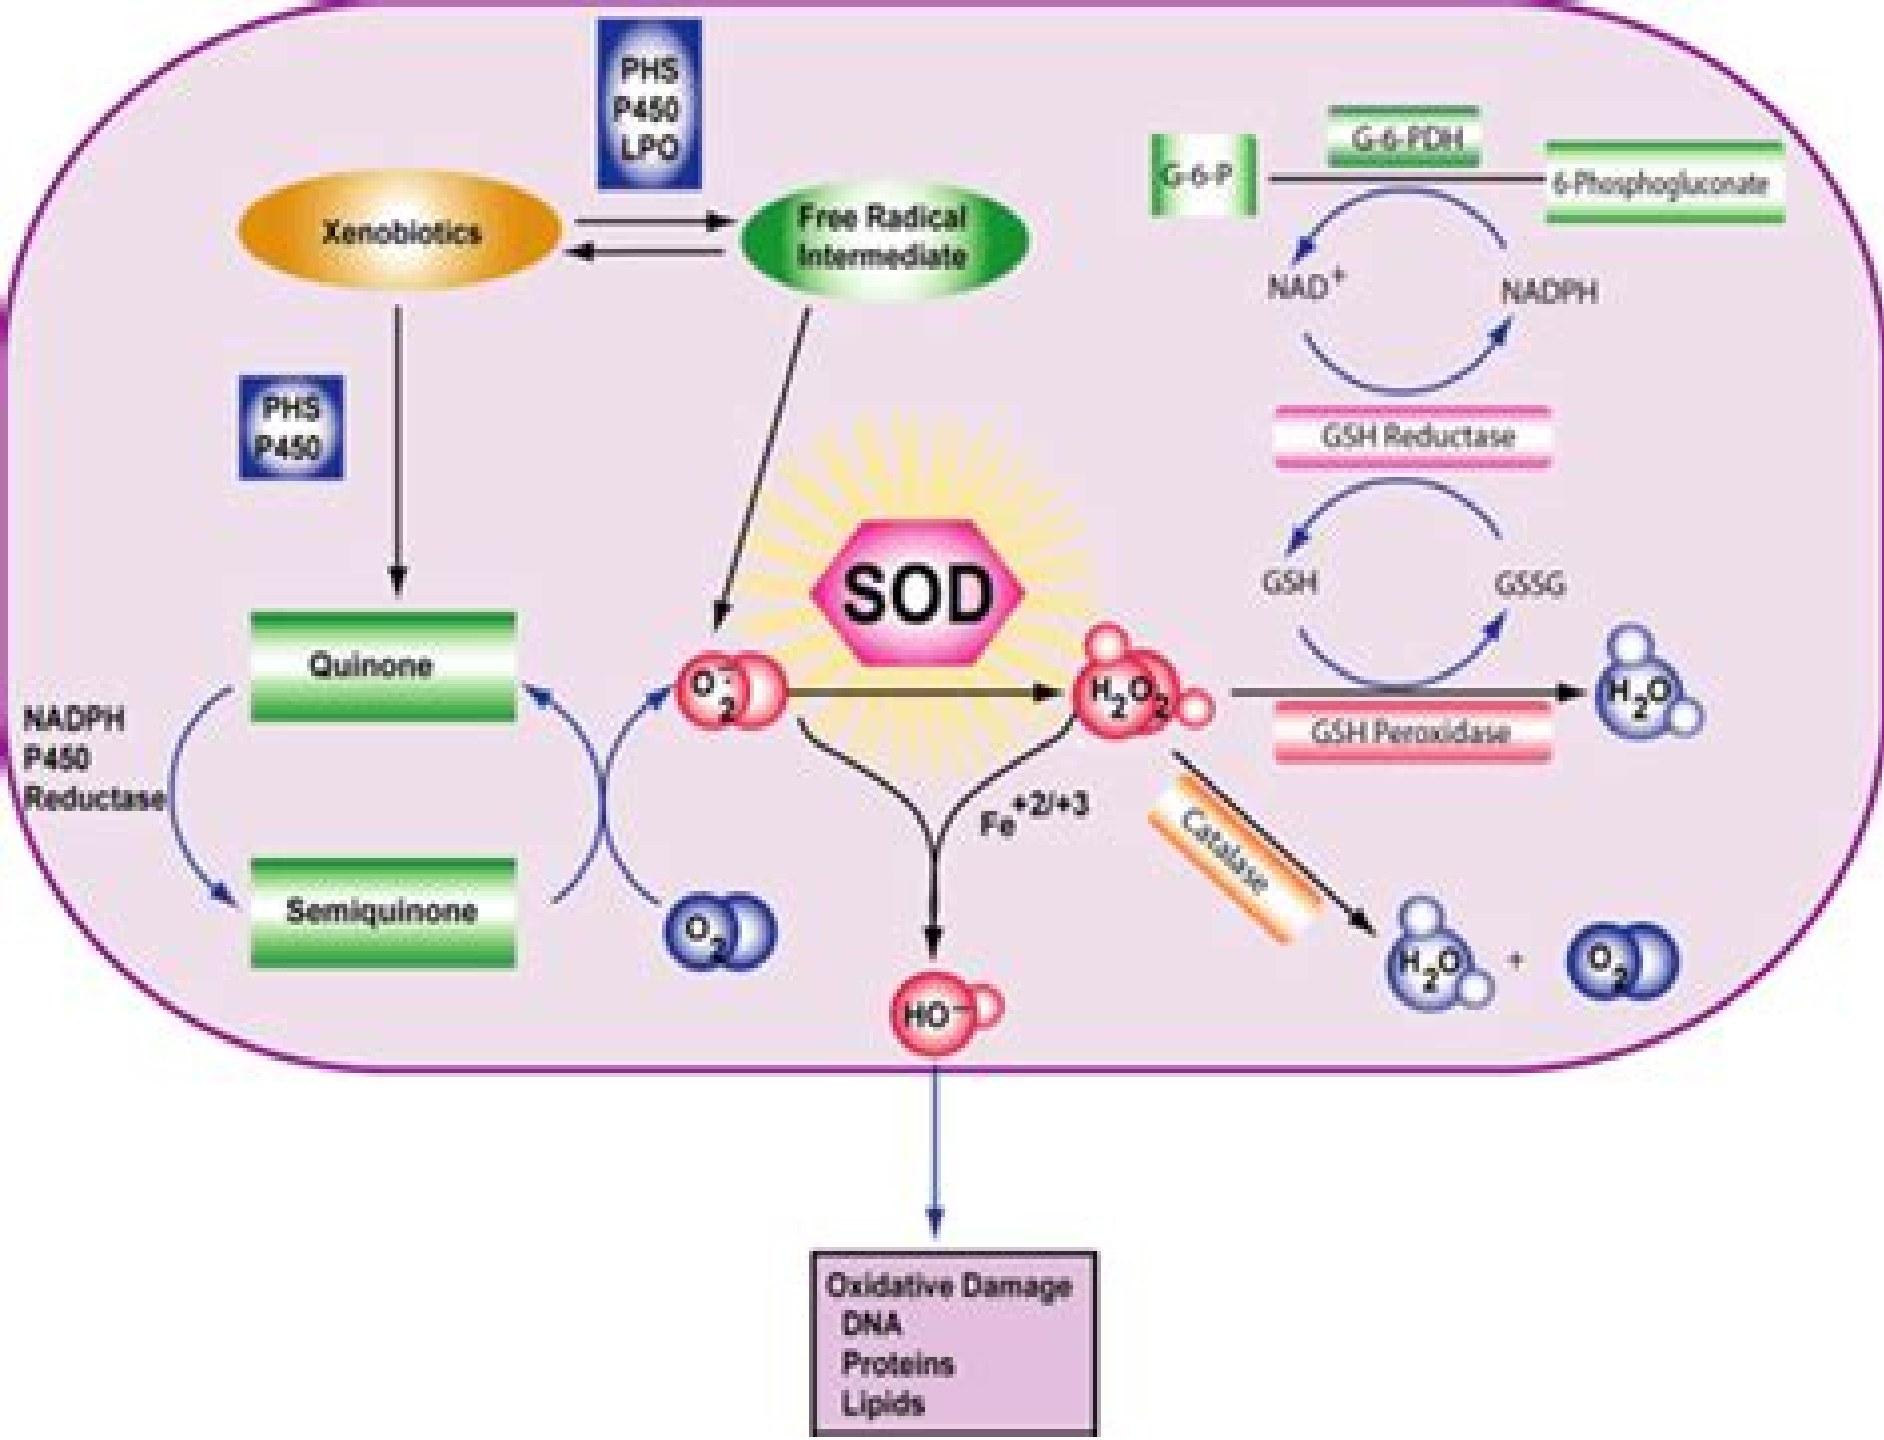 PHS
P450
LPO
Xenobiotics
Free Radical
Intermediate
G-6-P
G-6-PDH
6-Phosphogluconate
NAD+
NADPH
PHS
P450
GSH Reductase
SOD
GSH
GSSG
Quinone
O2-
H2O2
H2O
GSH Peroxidase
NADPH
P450
Reductase
Fe+2/+3
Catalase
Semiquinone
O2
H2O + O2
HO-
Oxidative Damage
DNA
Proteins
Lipids